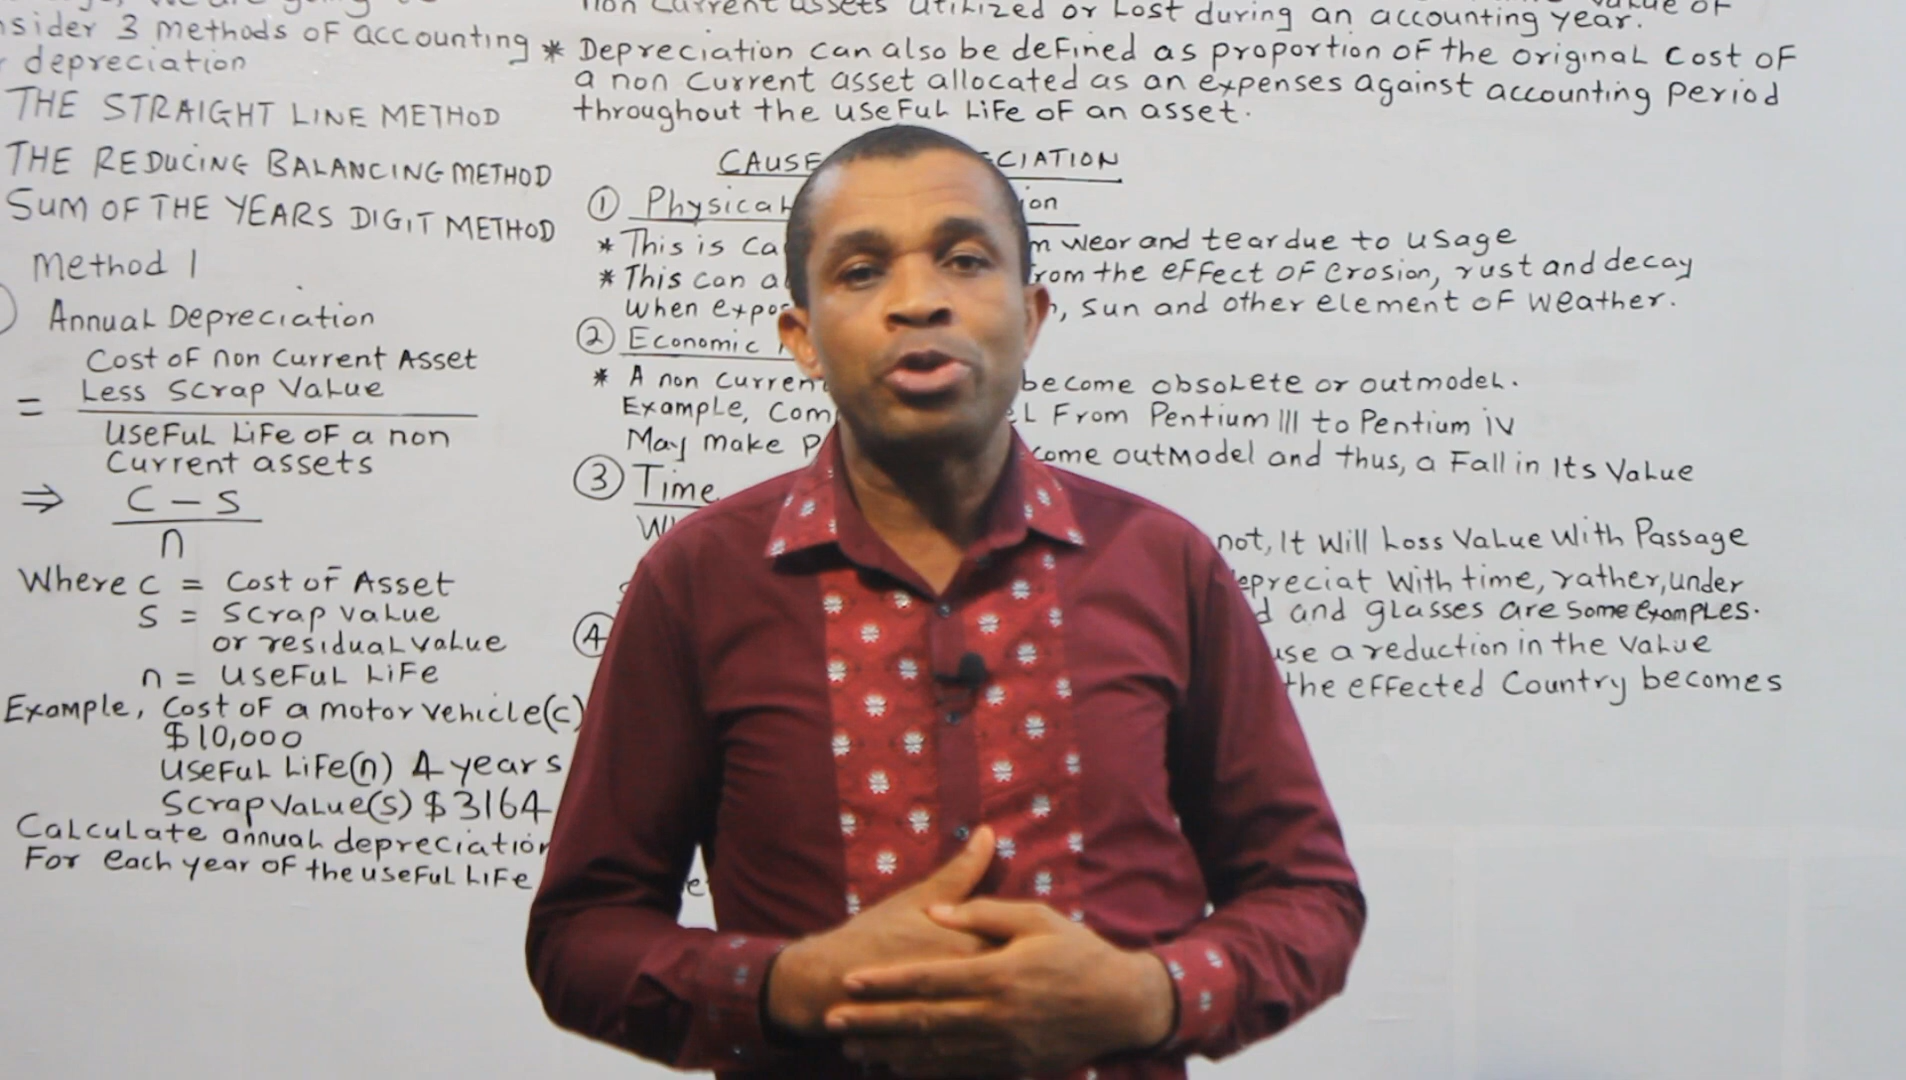 3 methods of accounting
depreciation
THE STRAIGHT LINE METHOD
THE REDUCING BALANCING METHOD
SUM OF THE YEARS DIGIT METHOD
Method 1
Annual Depreciation
Cost of non Current Asset
Less Scrap Value
=
Useful Life of a non
Current assets
⇒ C - S
n
Where C = Cost of Asset
S = Scrap value
or residual value
n = Useful Life
Example, Cost of a motor vehicle(c)
$10,000
Useful Life(n) 4 years
Scrap Value(s) $3164
Calculate annual depreciation
For each year of the useful Life
non Current assets utilized or Lost during an accounting year.
* Depreciation can also be defined as proportion of the original Cost of
a non Current asset allocated as an expenses against accounting Period
throughout the useful Life of an asset.
CAUSE CIATION
① Physical ion
* This is wear and tear due to usage
* This can from the effect of erosion, rust and decay
when Sun and other element of weather.
② Economic
* A non become obsolete or outmodel.
Example, From Pentium III to Pentium iv
May make outmodel and thus, a Fall in Its Value
③ Time
not, It Will Loss Value With Passage
depreciat With time, rather, under
and glasses are some examples.
④ a reduction in the Value
the effected Country becomes